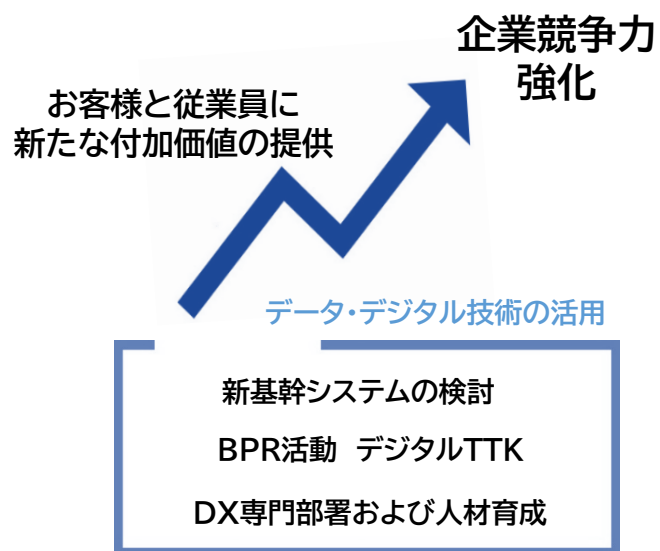 企業競争力
強化
お客様と従業員に
新たな付加価値の提供
データ・デジタル技術の活用
新基幹システムの検討
BPR活動 デジタルTTK
DX専門部署および人材育成